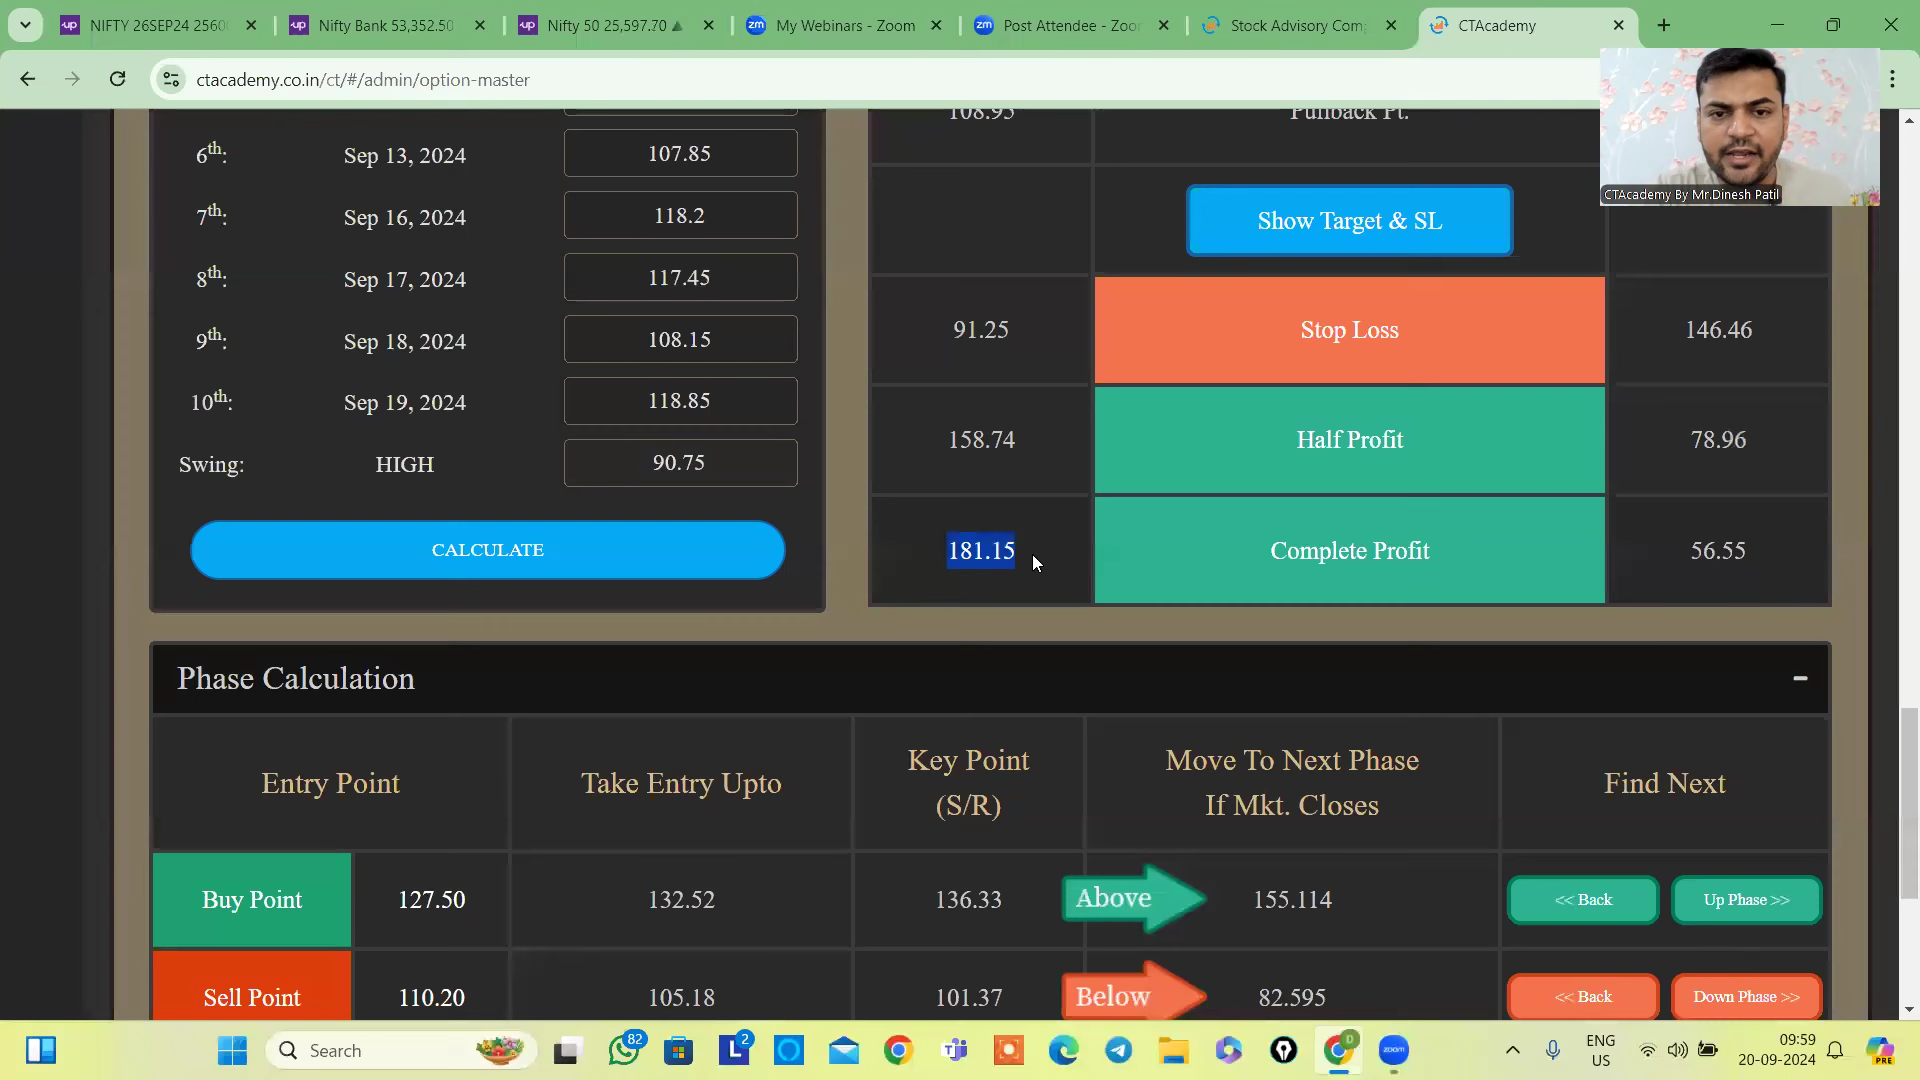 NIFTY 26SEP24 2560
Nifty Bank 53,352.50
Nifty 50 25,597.70 ▲
My Webinars - Zoom
Post Attendee - Zoom
Stock Advisory Com
CTAcademy
ctacademy.co.in/ct/#/admin/option-master
CTAcademy By Mr.Dinesh Patil
108.95 Pullback Pt.
6th: Sep 13, 2024 107.85
7th: Sep 16, 2024 118.2
Show Target & SL
8th: Sep 17, 2024 117.45
91.25 Stop Loss 146.46
9th: Sep 18, 2024 108.15
10th: Sep 19, 2024 118.85
158.74 Half Profit 78.96
Swing: HIGH 90.75
CALCULATE
181.15 Complete Profit 56.55
Phase Calculation
Entry Point
Take Entry Upto
Key Point
(S/R)
Move To Next Phase
If Mkt. Closes
Find Next
Buy Point 127.50 132.52 136.33 Above 155.114 << Back Up Phase >>
Sell Point 110.20 105.18 101.37 Below 82.595 << Back Down Phase >>
Search
82
2
zoom
D
ENG
US
09:59
20-09-2024
PRE